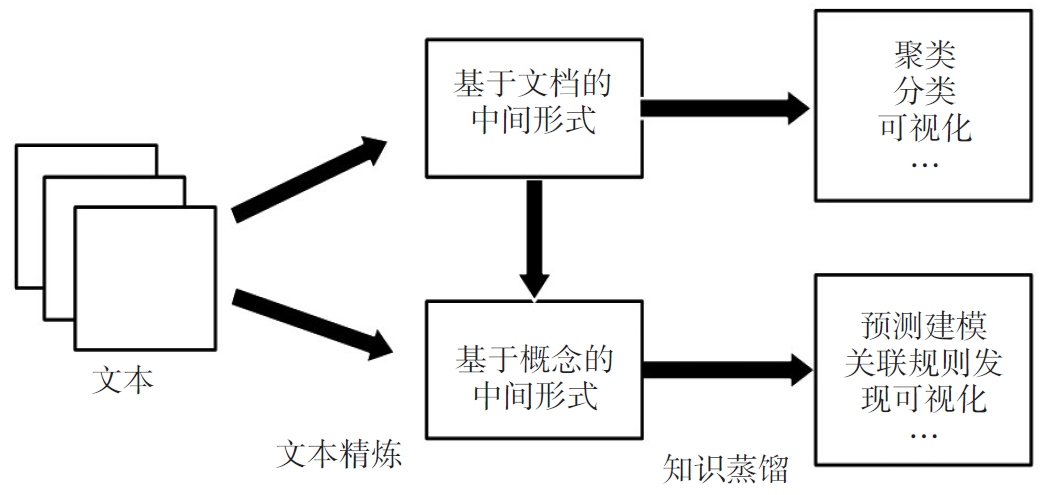 文本
基于文档的
中间形式
聚类
分类
可视化
…
基于概念的
中间形式
预测建模
关联规则发
现可视化
…
文本精炼
知识蒸馏